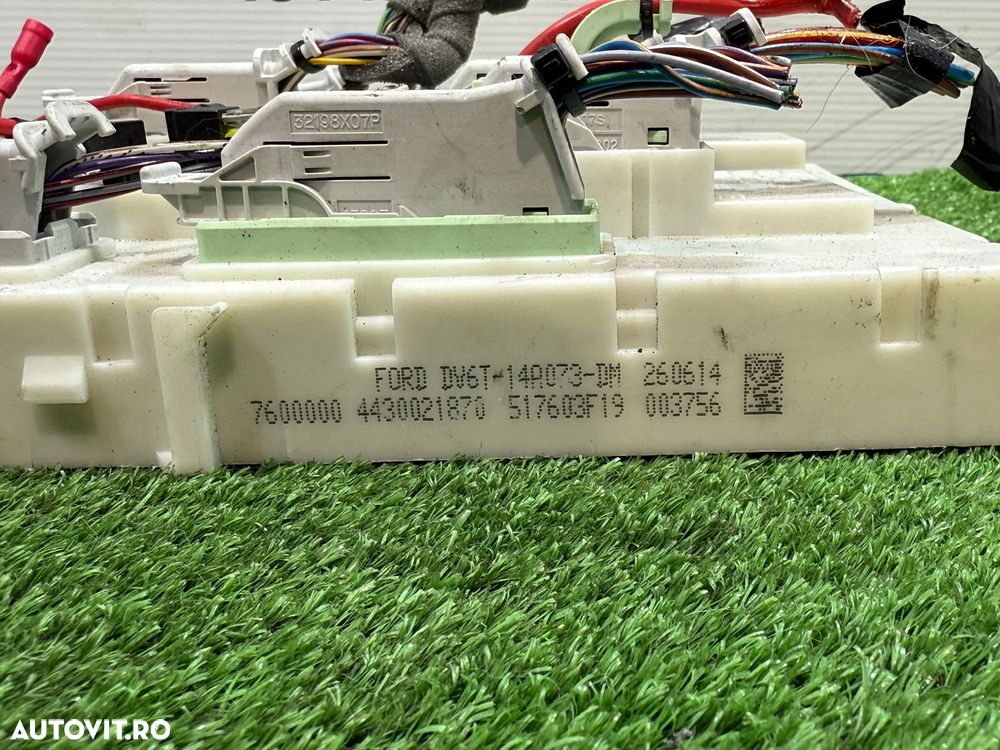 32198X07P
FORD DV6T-14A073-DM 260614
7600000 4430021870 517603F19 003756
AUTOVIT.RO